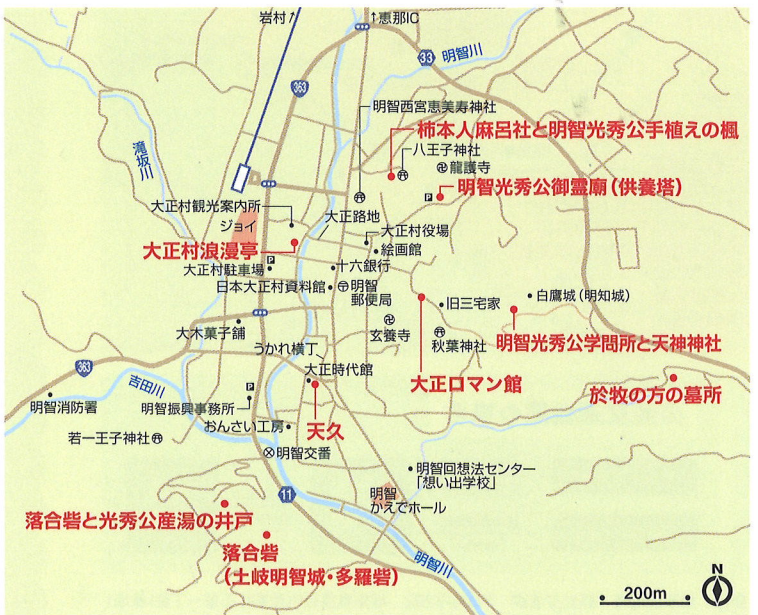 岩村↑
↑恵那IC
33
明智川
363
明智西宮恵美寿神社
柿本人麻呂社と明智光秀公手植えの楓
八王子神社
龍護寺
滝坂川
P
明智光秀公御霊廟(供養塔)
大正村観光案内所
大正路地
ジョイ
大正村役場
大正村浪漫亭
絵画館
P
大正村駐車場
十六銀行
日本大正村資料館
明智
郵便局
旧三宅家
白鷹城(明知城)
大木菓子舗
玄養寺
秋葉神社
明智光秀公学問所と天神神社
うかれ横丁
363
大正時代館
大正ロマン館
吉田川
P
於牧の方の墓所
明智消防署
明智振興事務所
おんさい工房
天久
若一王子神社
明智交番
明智回想法センター
「想い出学校」
11
明智
かえでホール
落合砦と光秀公産湯の井戸
落合砦
(土岐明智城・多羅砦)
明智川
N
200m